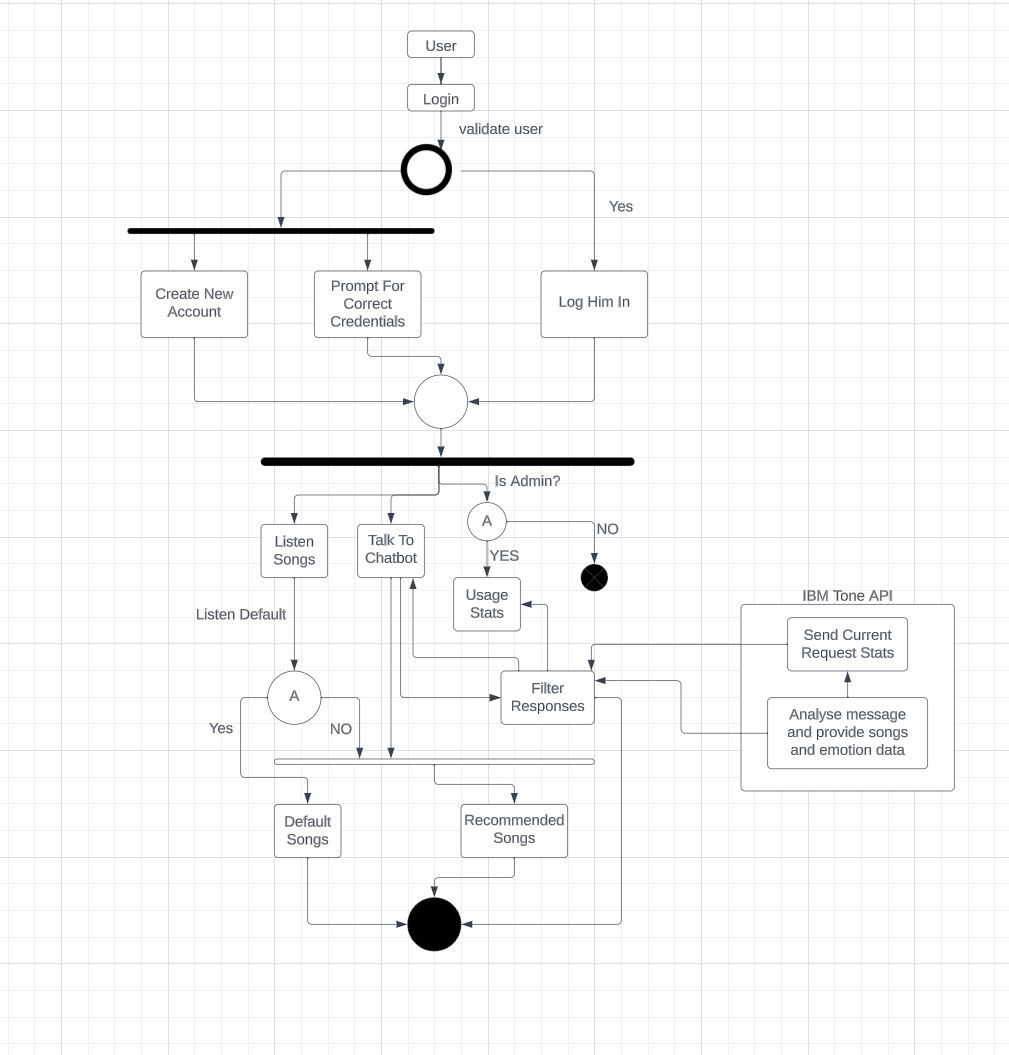 User
Login
validate user
Yes
Create New
Account
Prompt For
Correct
Credentials
Log Him In
Is Admin?
A
NO
Listen
Songs
Talk To
Chatbot
YES
Usage
Stats
IBM Tone API
Listen Default
Send Current
Request Stats
A
Filter
Responses
Analyse message
and provide songs
and emotion data
Yes
NO
Default
Songs
Recommended
Songs